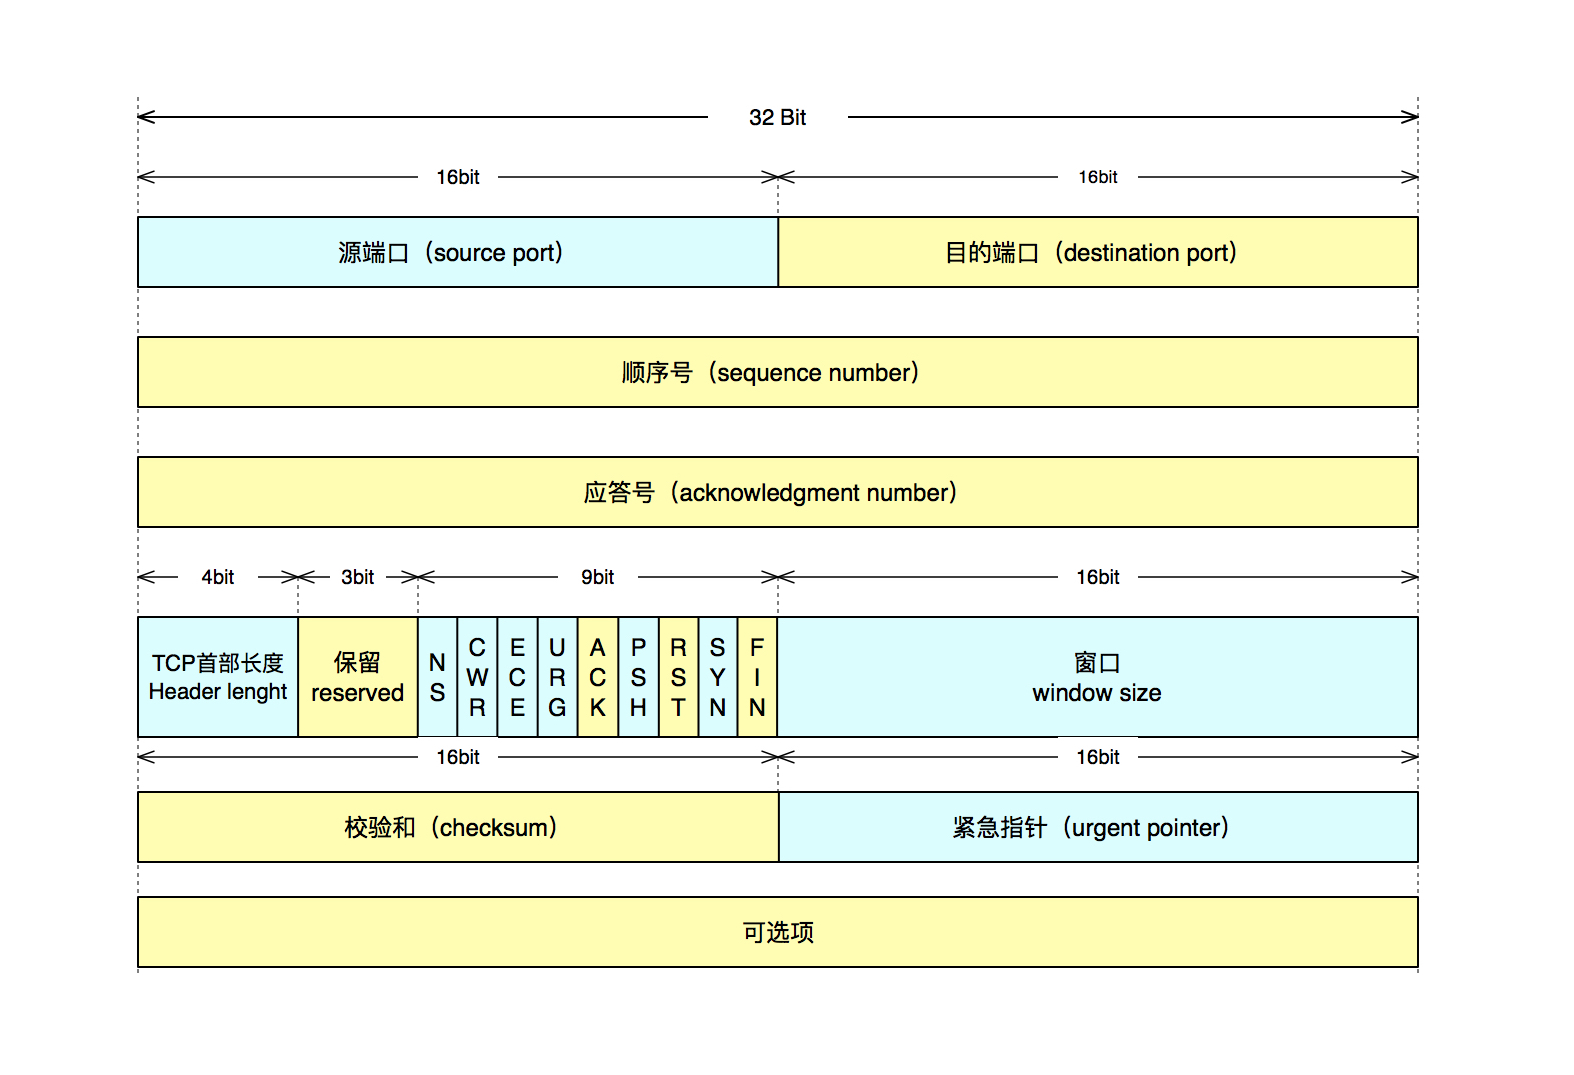 32 Bit
16bit
16bit
源端口（source port）
目的端口（destination port）
顺序号（sequence number）
应答号（acknowledgment number）
4bit
3bit
9bit
16bit
TCP首部长度
Header lenght
保留
reserved
NS
CWR
ECE
URG
ACK
PSH
RST
SYN
FIN
窗口
window size
16bit
16bit
校验和（checksum）
紧急指针（urgent pointer）
可选项